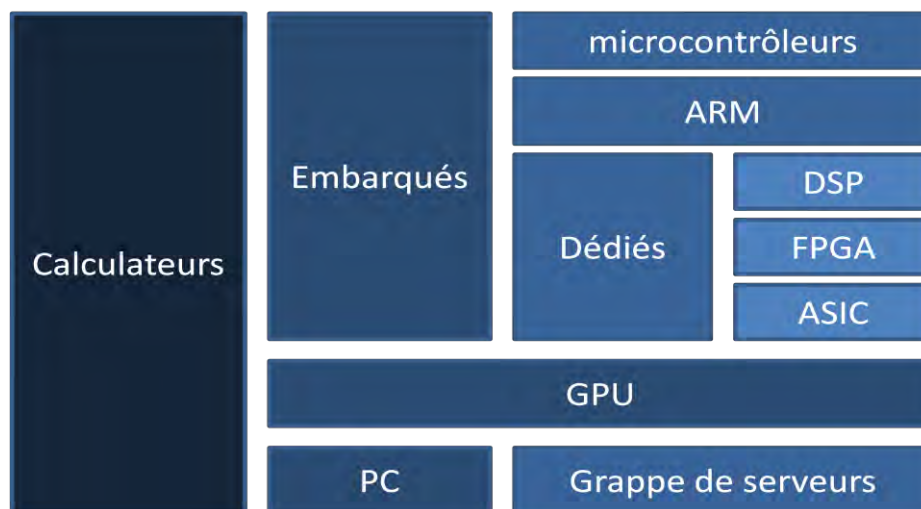 Calculateurs
Embarqués
microcontrôleurs
ARM
Dédiés
DSP
FPGA
ASIC
GPU
PC
Grappe de serveurs